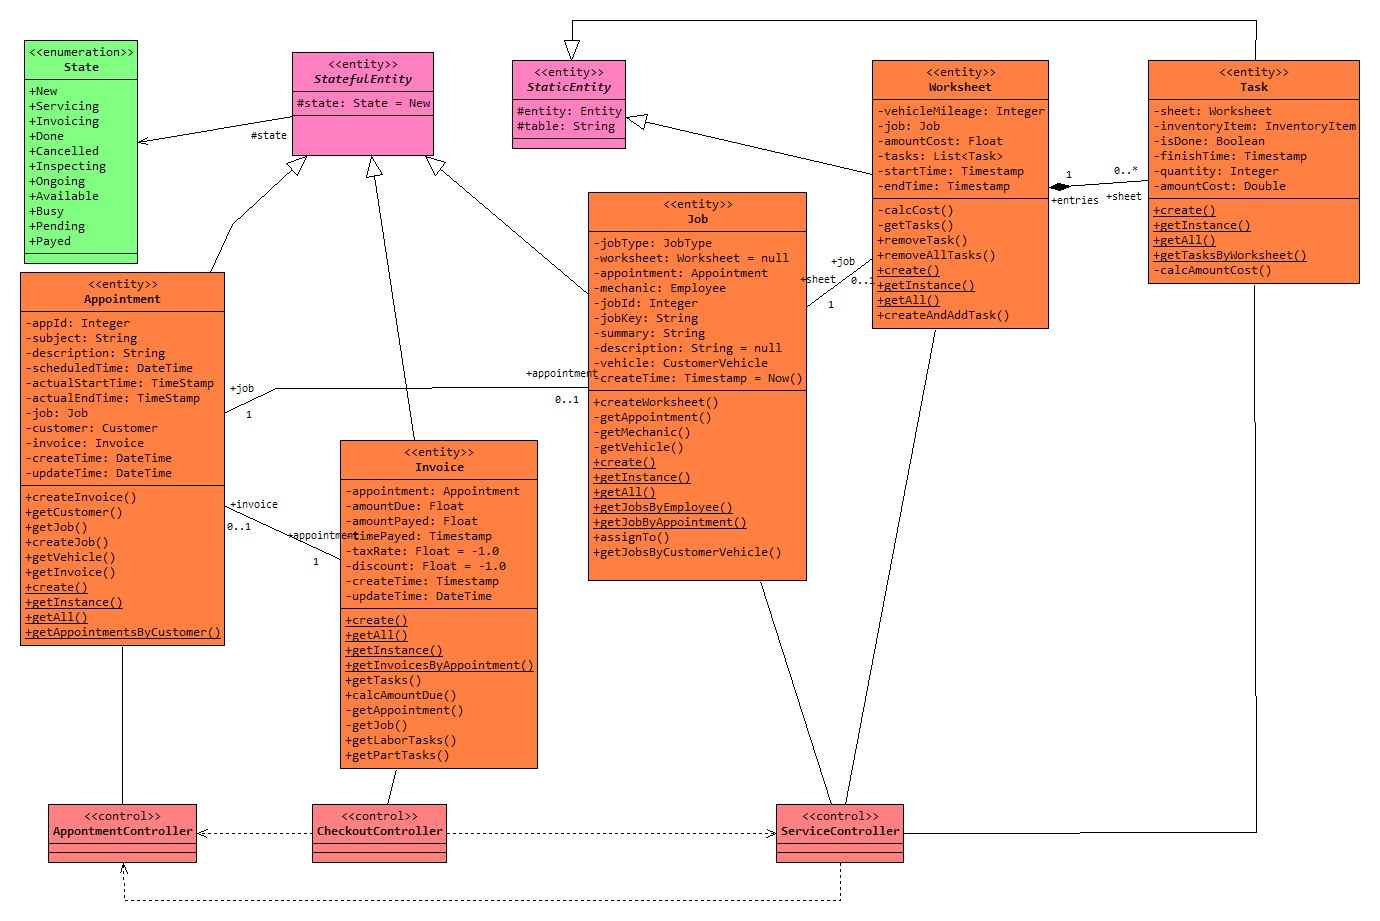 <<enumeration>>
State
+New
+Servicing
+Invoicing
+Done
+Cancelled
+Inspecting
+Ongoing
+Available
+Busy
+Pending
+Payed
<<entity>>
StatefulEntity
#state: State = New
#state
<<entity>>
StaticEntity
#entity: Entity
#table: String
<<entity>>
Worksheet
-vehicleMileage: Integer
-job: Job
-amountCost: Float
-tasks: List<Task>
-startTime: Timestamp
-endTime: Timestamp
-calcCost()
-getTasks()
+removeTask()
+removeAllTasks()
+create()
+getInstance()
+getAll()
+createAndAddTask()
1
0..*
+entries
+sheet
<<entity>>
Task
-sheet: Worksheet
-inventoryItem: InventoryItem
-isDone: Boolean
-finishTime: Timestamp
-quantity: Integer
-amountCost: Double
+create()
+getInstance()
+getAll()
+getTasksByWorksheet()
-calcAmountCost()
<<entity>>
Job
-jobType: JobType
-worksheet: Worksheet = null
-appointment: Appointment
-mechanic: Employee
-jobId: Integer
-jobKey: String
-summary: String
-description: String = null
-vehicle: CustomerVehicle
-createTime: Timestamp = Now()
+createWorksheet()
-getAppointment()
-getMechanic()
-getVehicle()
+create()
+getInstance()
+getAll()
+getJobsByEmployee()
+getJobByAppointment()
+assignTo()
+getJobsByCustomerVehicle()
+job
+sheet
0..1
1
<<entity>>
Appointment
-appId: Integer
-subject: String
-description: String
-scheduledTime: DateTime
-actualStartTime: TimeStamp
-actualEndTime: TimeStamp
-job: Job
-customer: Customer
-invoice: Invoice
-createTime: DateTime
-updateTime: DateTime
+createInvoice()
+getCustomer()
+getJob()
+createJob()
+getVehicle()
+getInvoice()
+create()
+getInstance()
+getAll()
+getAppointmentsByCustomer()
+job
1
+appointment
0..1
+invoice
0..1
+appointment
1
<<entity>>
Invoice
-appointment: Appointment
-amountDue: Float
-amountPayed: Float
-timePayed: Timestamp
-taxRate: Float = -1.0
-discount: Float = -1.0
-createTime: Timestamp
-updateTime: DateTime
+create()
+getAll()
+getInstance()
+getInvoicesByAppointment()
+getTasks()
+calcAmountDue()
-getAppointment()
-getJob()
+getLaborTasks()
+getPartTasks()
<<control>>
AppontmentController
<<control>>
CheckoutController
<<control>>
ServiceController